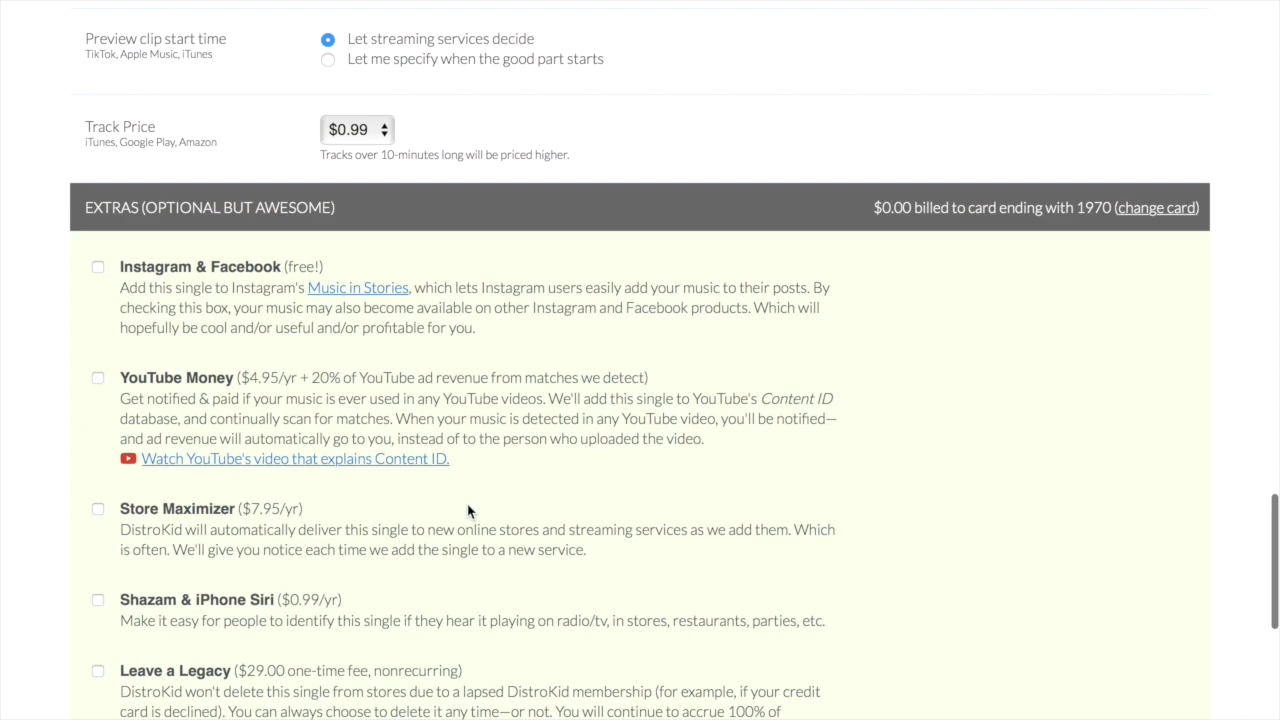 Preview clip start time
TikTok, Apple Music, iTunes
Let streaming services decide
Let me specify when the good part starts
Track Price
iTunes, Google Play, Amazon
$0.99
Tracks over 10-minutes long will be priced higher.
EXTRAS (OPTIONAL BUT AWESOME)
$0.00 billed to card ending with 1970 (change card)
Instagram & Facebook (free!)
Add this single to Instagram's Music in Stories, which lets Instagram users easily add your music to their posts. By
checking this box, your music may also become available on other Instagram and Facebook products. Which will
hopefully be cool and/or useful and/or profitable for you.
YouTube Money ($4.95/yr + 20% of YouTube ad revenue from matches we detect)
Get notified & paid if your music is ever used in any YouTube videos. We'll add this single to YouTube's Content ID
database, and continually scan for matches. When your music is detected in any YouTube video, you'll be notified—
and ad revenue will automatically go to you, instead of to the person who uploaded the video.
Watch YouTube's video that explains Content ID.
Store Maximizer ($7.95/yr)
DistroKid will automatically deliver this single to new online stores and streaming services as we add them. Which
is often. We'll give you notice each time we add the single to a new service.
Shazam & iPhone Siri ($0.99/yr)
Make it easy for people to identify this single if they hear it playing on radio/tv, in stores, restaurants, parties, etc.
Leave a Legacy ($29.00 one-time fee, nonrecurring)
DistroKid won't delete this single from stores due to a lapsed DistroKid membership (for example, if your credit
card is declined). You can always choose to delete it any time—or not. You will continue to accrue 100% of